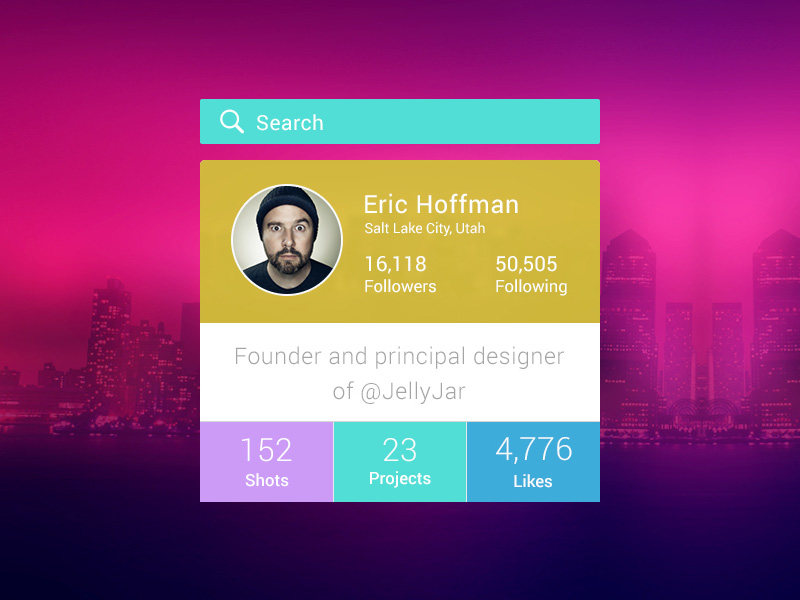 Search
Eric Hoffman
Salt Lake City, Utah
16,118 50,505
Followers Following
Founder and principal designer
of @JellyJar
152 23 4,776
Shots Projects Likes